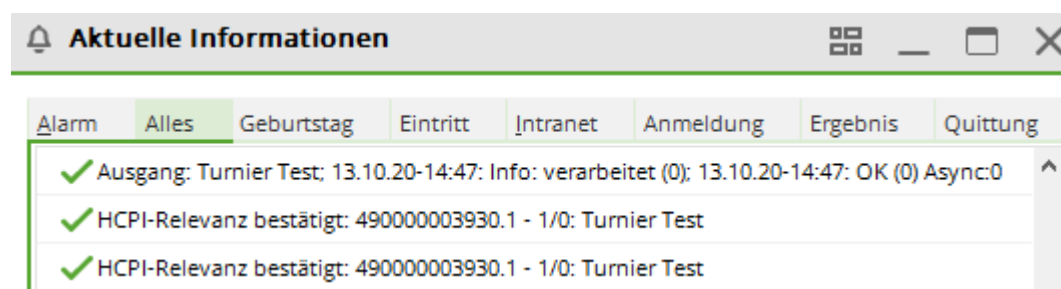 Aktuelle Informationen
Alarm Alles Geburtstag Eintritt Intranet Anmeldung Ergebnis Quittung
Ausgang: Turnier Test; 13.10.20-14:47: Info: verarbeitet (0); 13.10.20-14:47: OK (0) Async:0
HCPI-Relevanz bestätigt: 490000003930.1 - 1/0: Turnier Test
HCPI-Relevanz bestätigt: 490000003930.1 - 1/0: Turnier Test